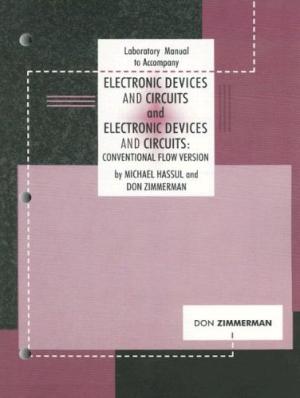 Laboratory Manual
to Accompany
ELECTRONIC DEVICES
AND CIRCUITS
and
ELECTRONIC DEVICES
AND CIRCUITS:
CONVENTIONAL FLOW VERSION
by MICHAEL HASSUL and
DON ZIMMERMAN
DON ZIMMERMAN